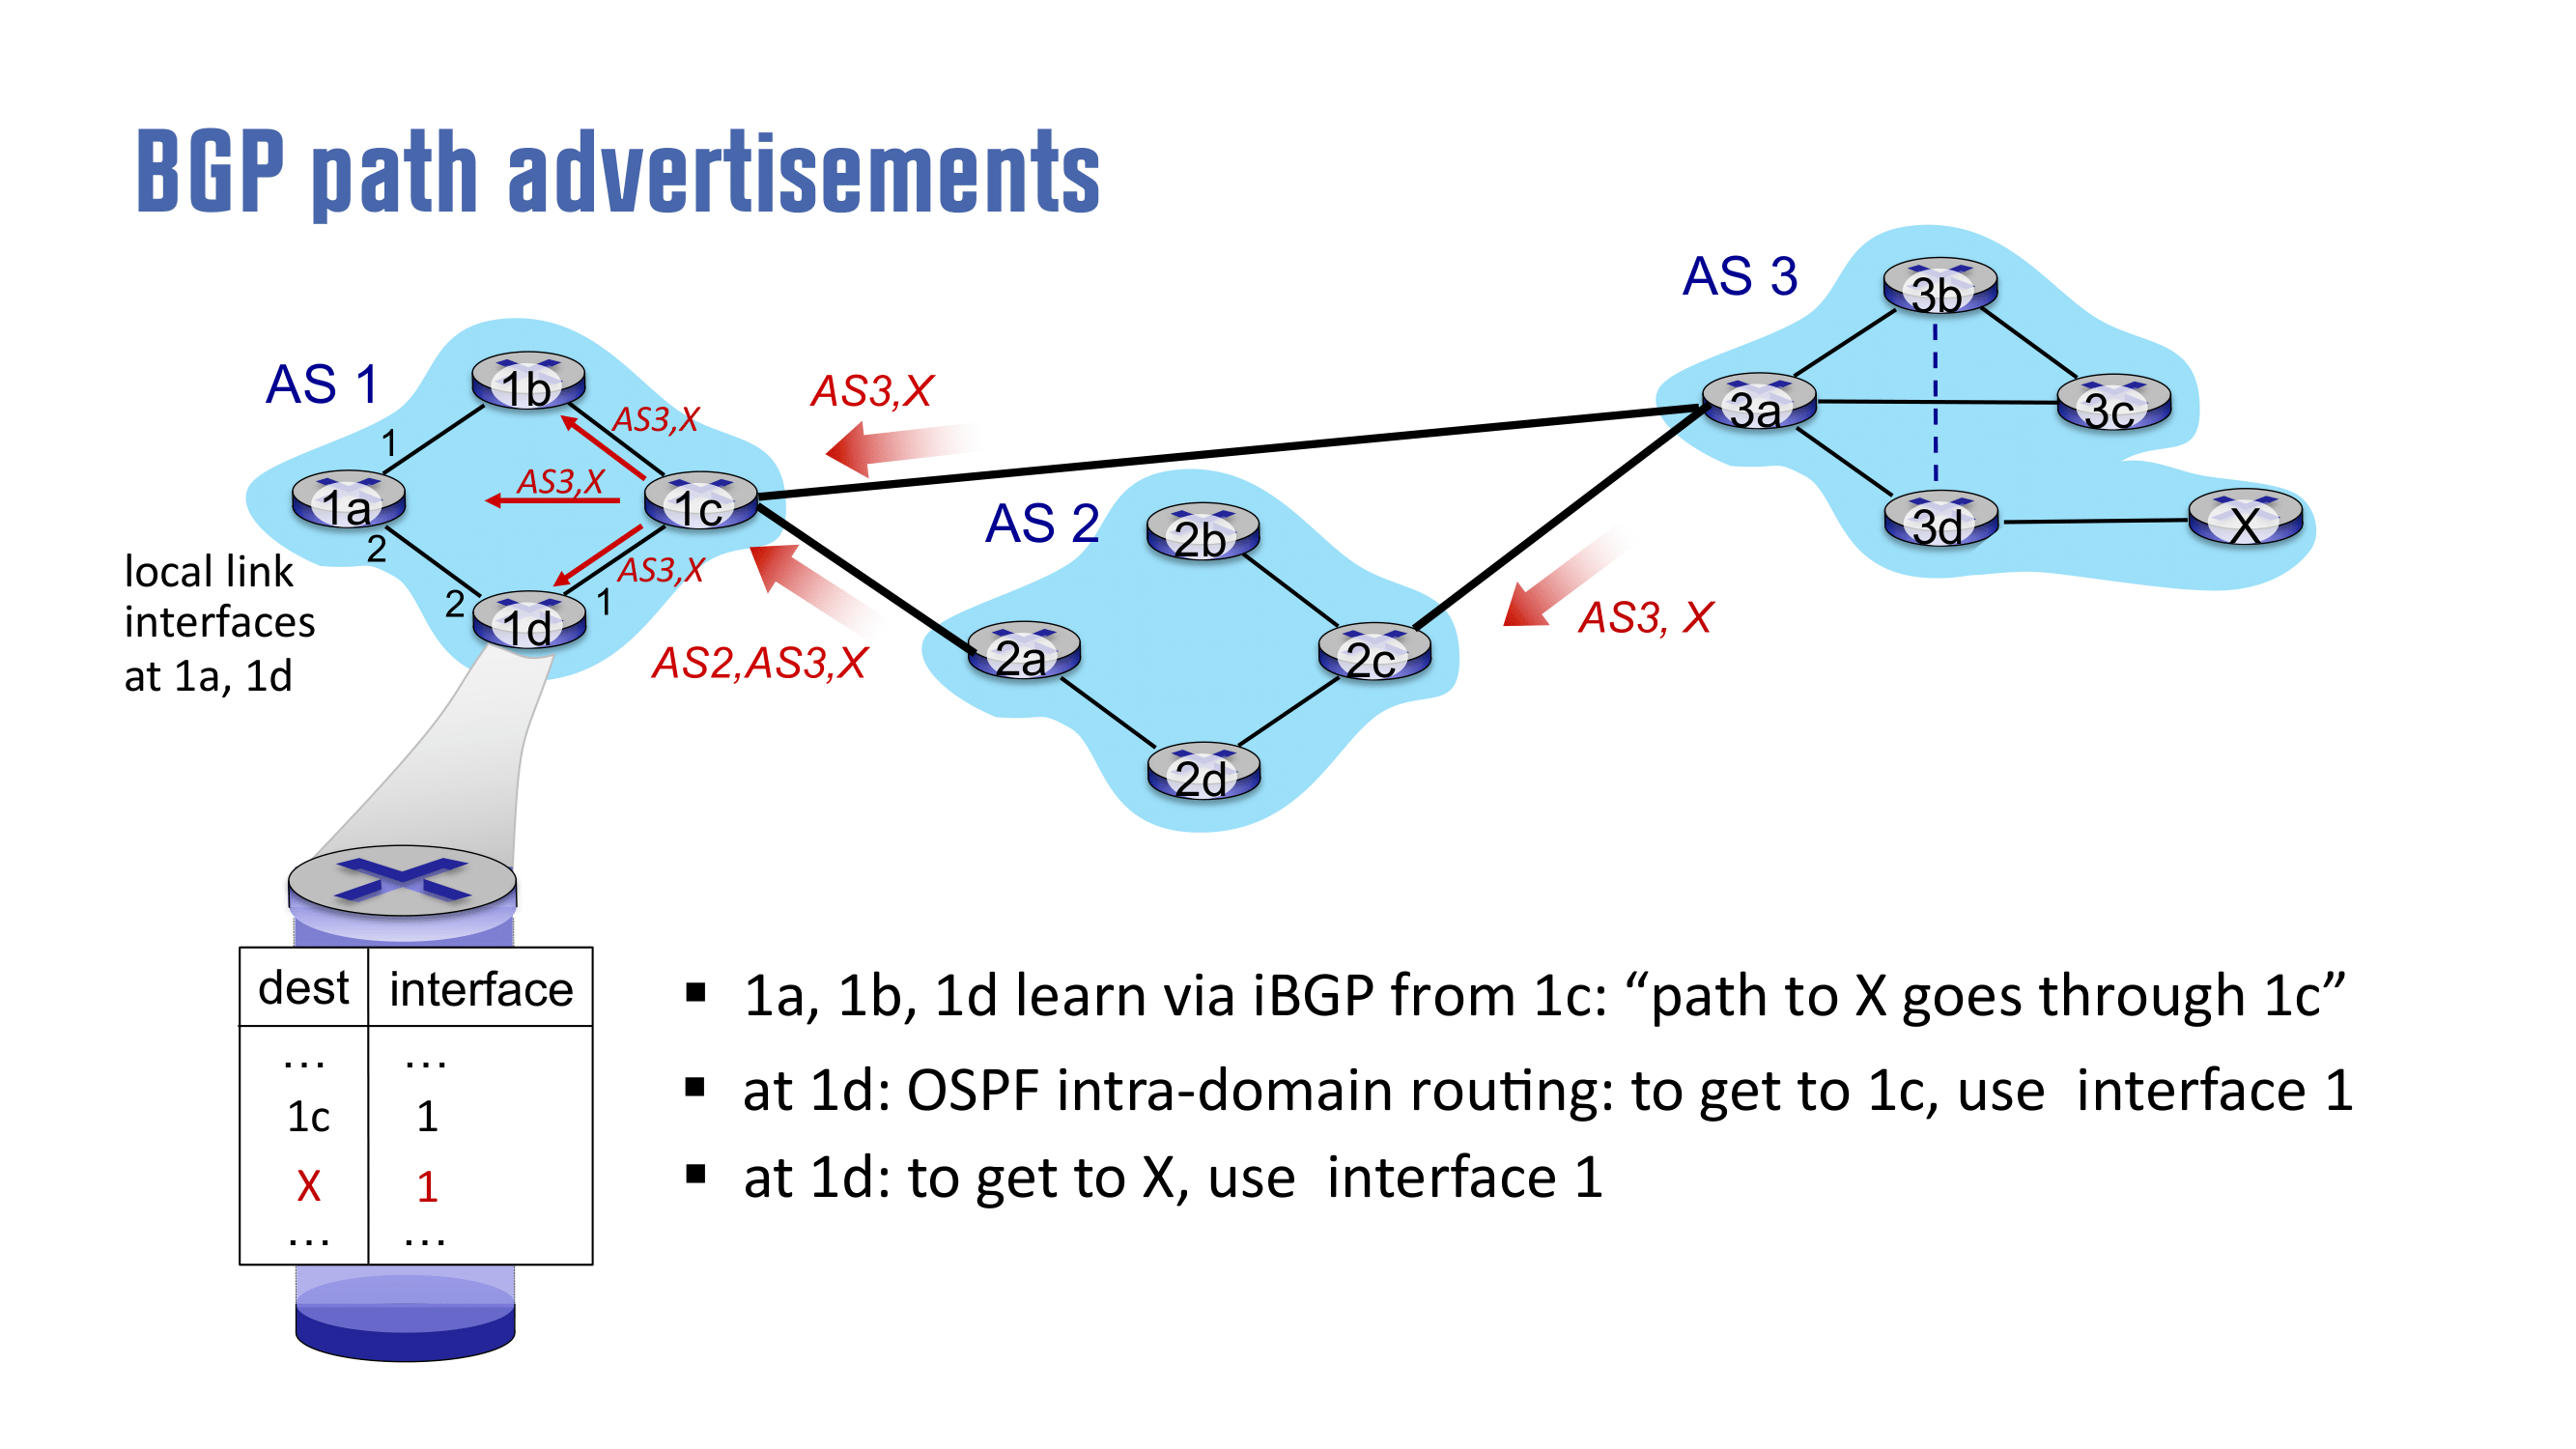 BGP path advertisements
AS 3
3b
3a
3c
3d
X
AS 1
1b
AS3,X
AS3,X
1
AS3,X
1a
1c
2
AS3,X
2
1
1d
AS 2
2b
2a
2c
2d
AS2,AS3,X
AS3, X
local link
interfaces
at 1a, 1d
dest interface
... ...
1c 1
X 1
... ...
▪ 1a, 1b, 1d learn via iBGP from 1c: “path to X goes through 1c”
▪ at 1d: OSPF intra-domain routing: to get to 1c, use interface 1
▪ at 1d: to get to X, use interface 1